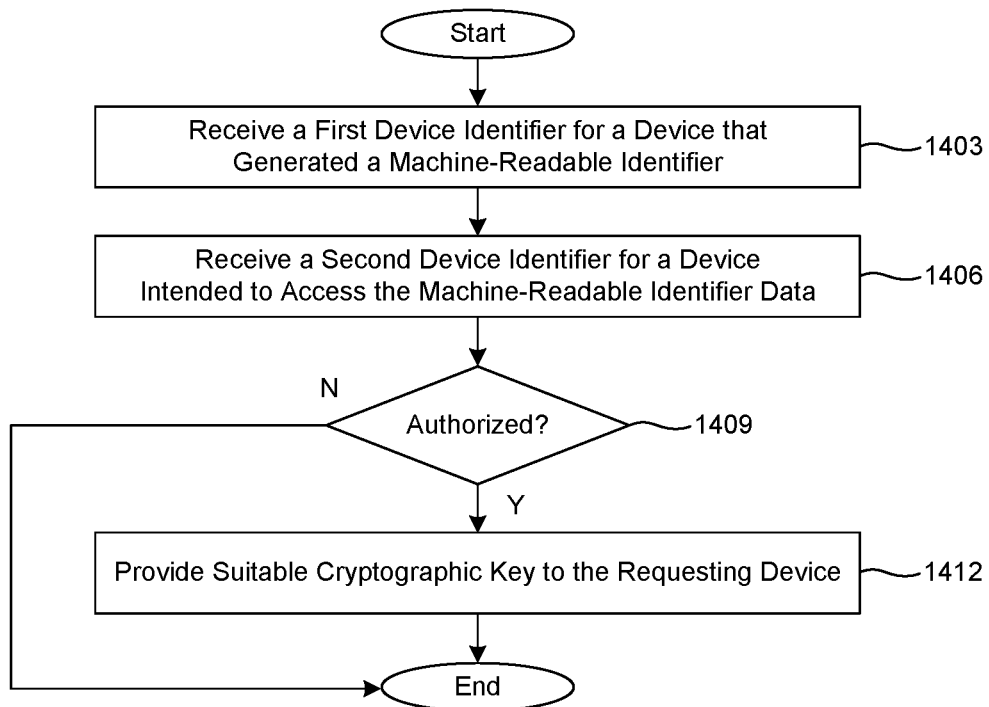 Start
Receive a First Device Identifier for a Device that
Generated a Machine-Readable Identifier
1403
Receive a Second Device Identifier for a Device
Intended to Access the Machine-Readable Identifier Data
1406
N
Authorized?
1409
Y
Provide Suitable Cryptographic Key to the Requesting Device
1412
End